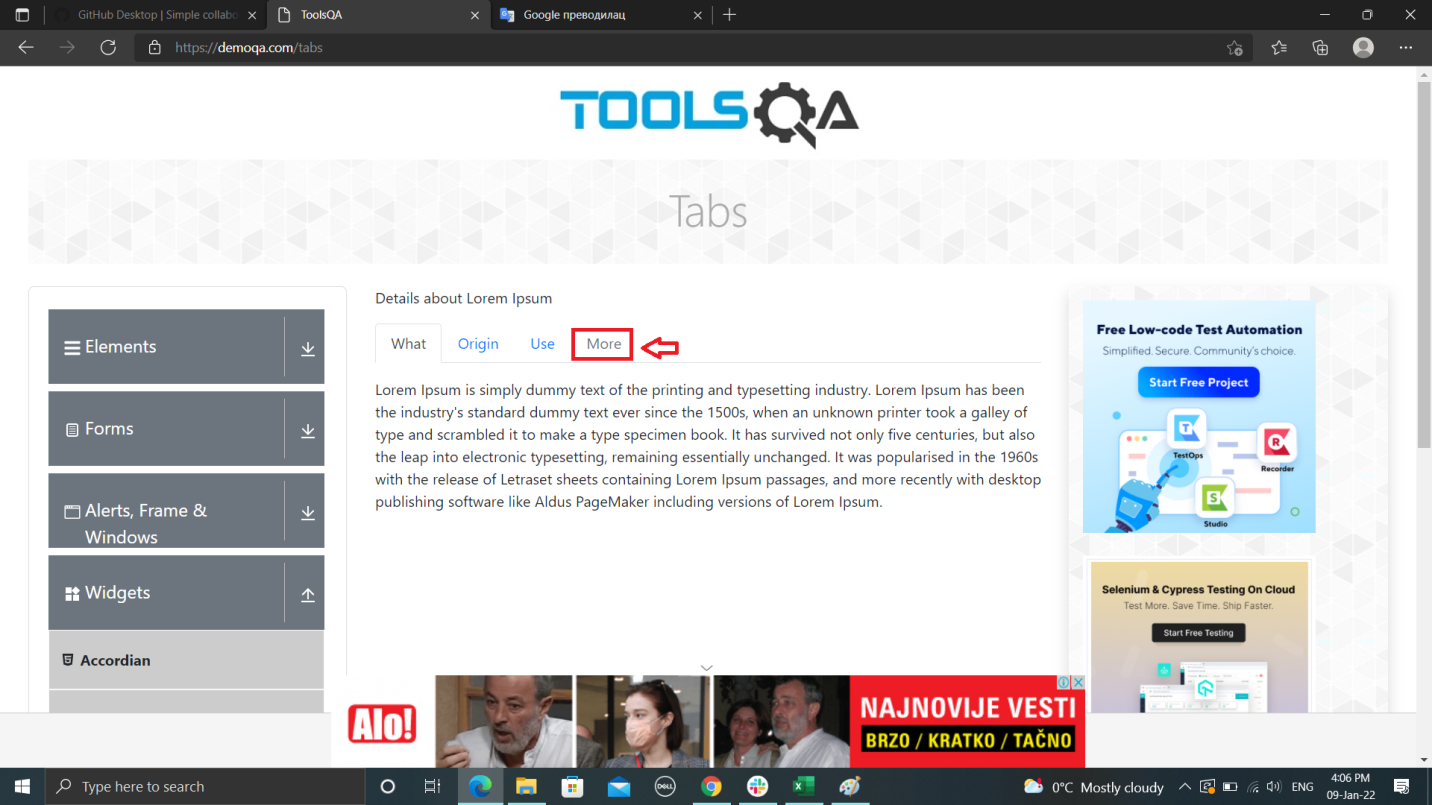 GitHub Desktop | Simple collabo
ToolsQA
Google преводилац
https://demoqa.com/tabs
TOOLSQA
Tabs
Elements
Forms
Alerts, Frame &
Windows
Widgets
Accordian
Details about Lorem Ipsum
What Origin Use More
Lorem Ipsum is simply dummy text of the printing and typesetting industry. Lorem Ipsum has been
the industry's standard dummy text ever since the 1500s, when an unknown printer took a galley of
type and scrambled it to make a type specimen book. It has survived not only five centuries, but also
the leap into electronic typesetting, remaining essentially unchanged. It was popularised in the 1960s
with the release of Letraset sheets containing Lorem Ipsum passages, and more recently with desktop
publishing software like Aldus PageMaker including versions of Lorem Ipsum.
Free Low-code Test Automation
Simplified. Secure. Community's choice.
Start Free Project
TestOps
Recorder
Studio
Selenium & Cypress Testing On Cloud
Test More. Save Time. Ship Faster.
Start Free Testing
Alo!
NAJNOVIJE VESTI
BRZO / KRATKO / TAČNO
Type here to search
DELL
0°C Mostly cloudy
ENG
4:06 PM
09-Jan-22